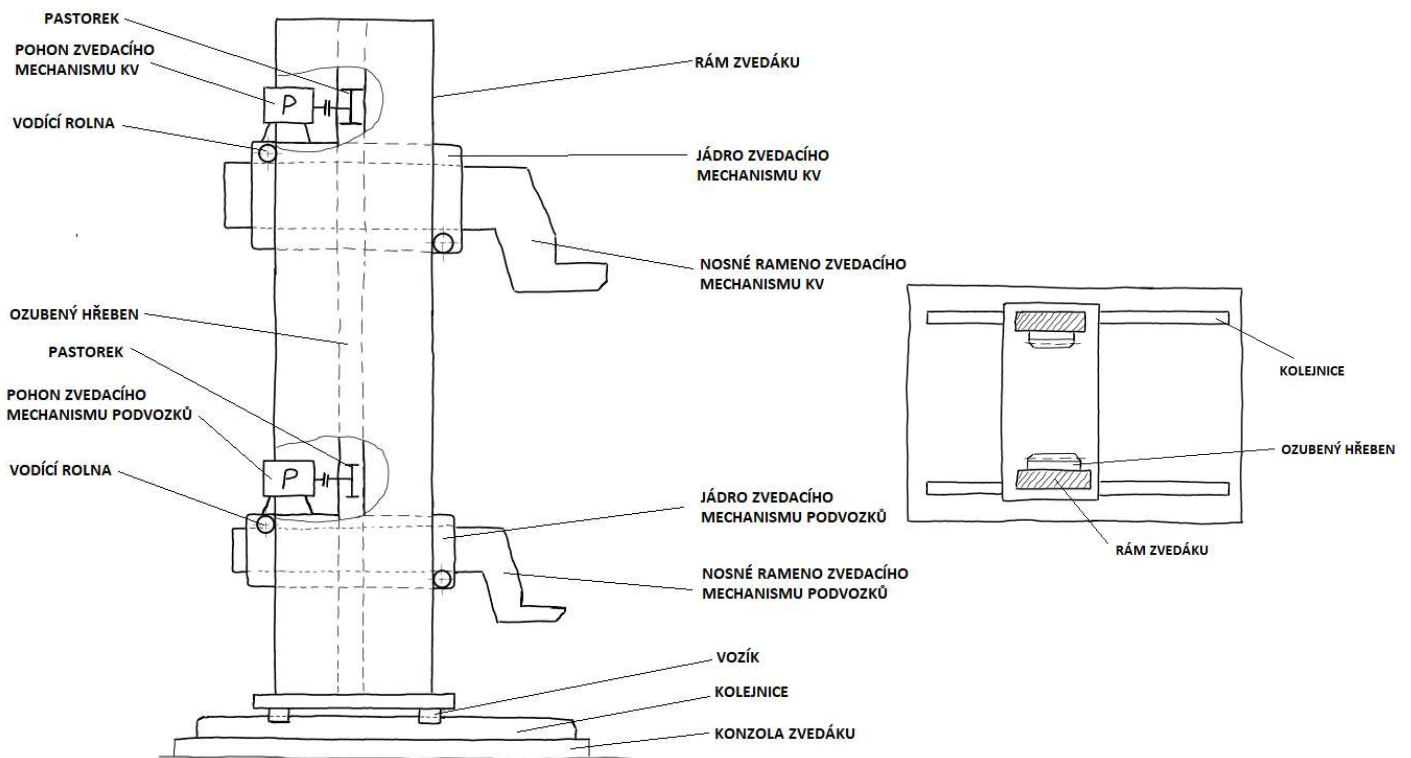 PASTOREK
POHON ZVEDACÍHO
MECHANISMU KV
P
VODÍCÍ ROLNA
RÁM ZVEDÁKU
JÁDRO ZVEDACÍHO
MECHANISMU KV
NOSNÉ RAMENO ZVEDACÍHO
MECHANISMU KV
OZUBENÝ HŘEBEN
PASTOREK
POHON ZVEDACÍHO
MECHANISMU PODVOZKŮ
P
VODÍCÍ ROLNA
JÁDRO ZVEDACÍHO
MECHANISMU PODVOZKŮ
NOSNÉ RAMENO ZVEDACÍHO
MECHANISMU PODVOZKŮ
VOZÍK
KOLEJNICE
KONZOLA ZVEDÁKU
KOLEJNICE
OZUBENÝ HŘEBEN
RÁM ZVEDÁKU